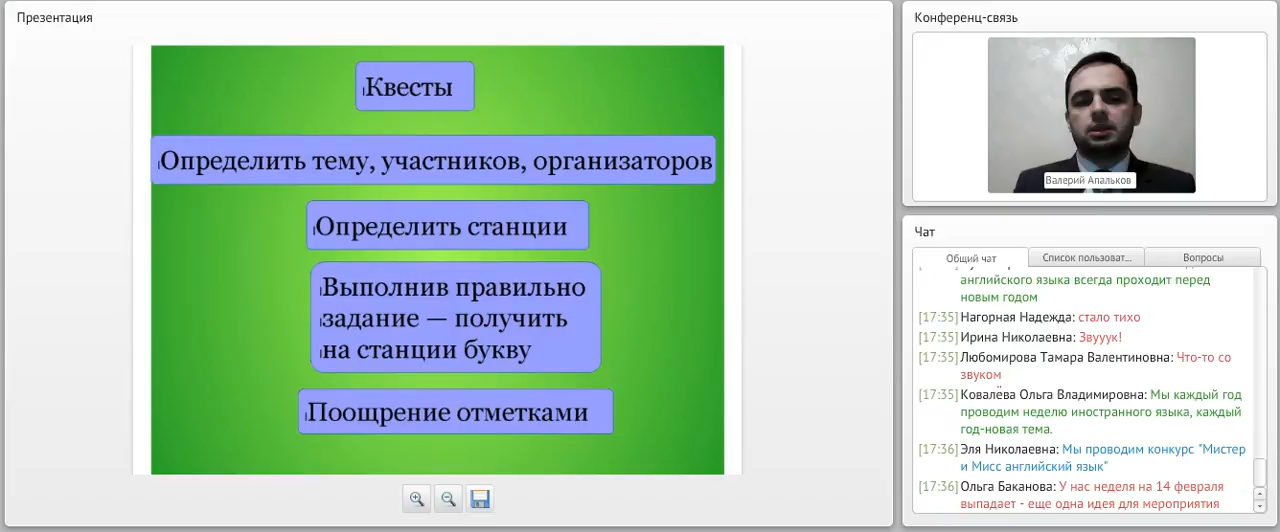 Презентация
Квесты
Определить тему, участников, организаторов
Определить станции
Выполнив правильно
задание — получить
на станции букву
Поощрение отметками
Конференц-связь
Валерий Апальков
Чат
Общий чат
Список пользоват...
Вопросы
английского языка всегда проходит перед
новым годом
[17:35] Нагорная Надежда: стало тихо
[17:35] Ирина Николаевна: Звууук!
[17:35] Любомирова Тамара Валентиновна: Что-то со
звуком
[17:35] Ковалёва Ольга Владимировна: Мы каждый год
проводим неделю иностранного языка, каждый
год-новая тема.
[17:36] Эля Николаевна: Мы проводим конкурс "Мистер
и Мисс английский язык"
[17:36] Ольга Баканова: У нас неделя на 14 февраля
выпадает - еще одна идея для мероприятия